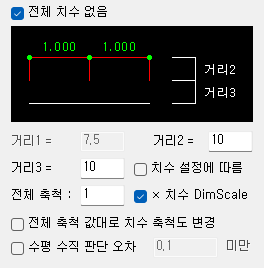 전체 치수 없음
1,000 1,000
거리2
거리3
거리1 = 7,5 거리2 = 10
거리3 = 10 치수 설정에 따름
전체 축척 : 1 × 치수 DimScale
전체 축척 값대로 치수 축척도 변경
수평 수직 판단 오차 0,1 미만